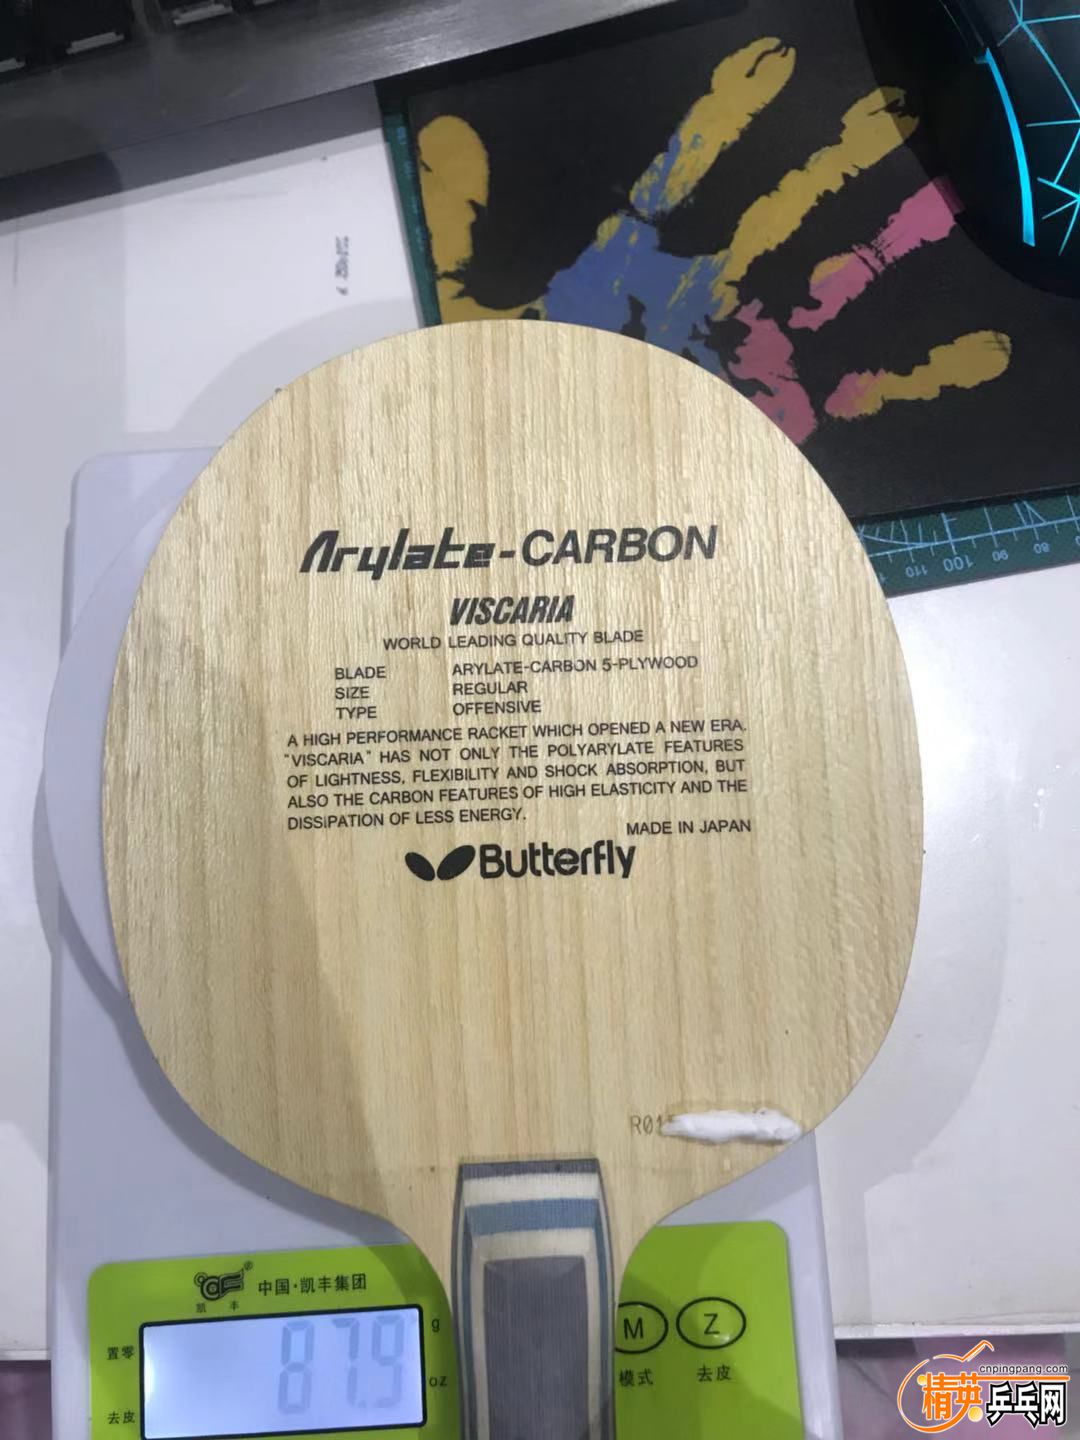 Arylate-CARBON
VISCARIA
WORLD LEADING QUALITY BLADE
BLADE ARYLATE-CARBON 5-PLYWOOD
SIZE REGULAR
TYPE OFFENSIVE
A HIGH PERFORMANCE RACKET WHICH OPENED A NEW ERA.
"VISCARIA" HAS NOT ONLY THE POLYARYLATE FEATURES
OF LIGHTNESS, FLEXIBILITY AND SHOCK ABSORPTION, BUT
ALSO THE CARBON FEATURES OF HIGH ELASTICITY AND THE
DISSIPATION OF LESS ENERGY.
MADE IN JAPAN
Butterfly
110 100 90 80
凯丰® 中国·凯丰集团
置零 87.9 g M Z
去皮 oz 模式 去皮
cnpingpang.com
精英乒乓网